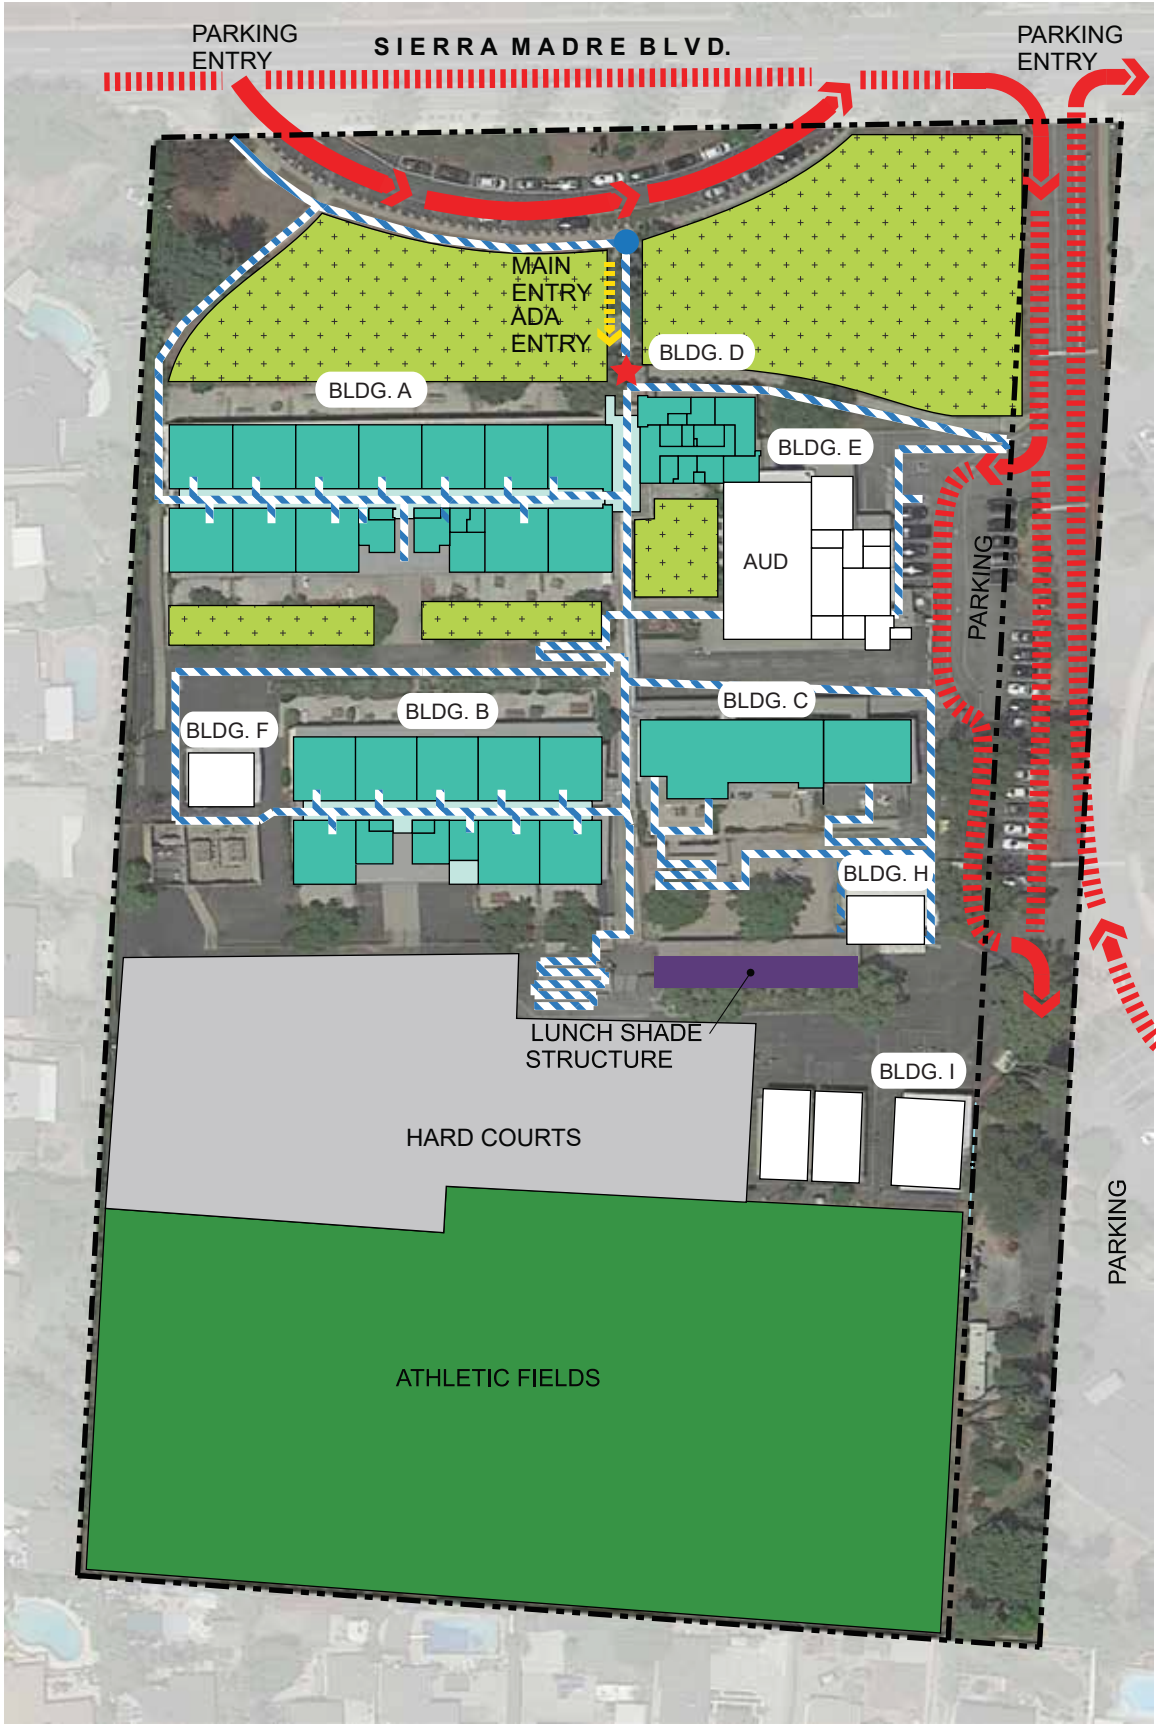 PARKING
ENTRY
SIERRA MADRE BLVD.
PARKING
ENTRY
MAIN
ENTRY
ADA
ENTRY
BLDG. D
BLDG. A
BLDG. E
AUD
PARKING
BLDG. B
BLDG. C
BLDG. F
BLDG. H
LUNCH SHADE
STRUCTURE
BLDG. I
HARD COURTS
PARKING
ATHLETIC FIELDS